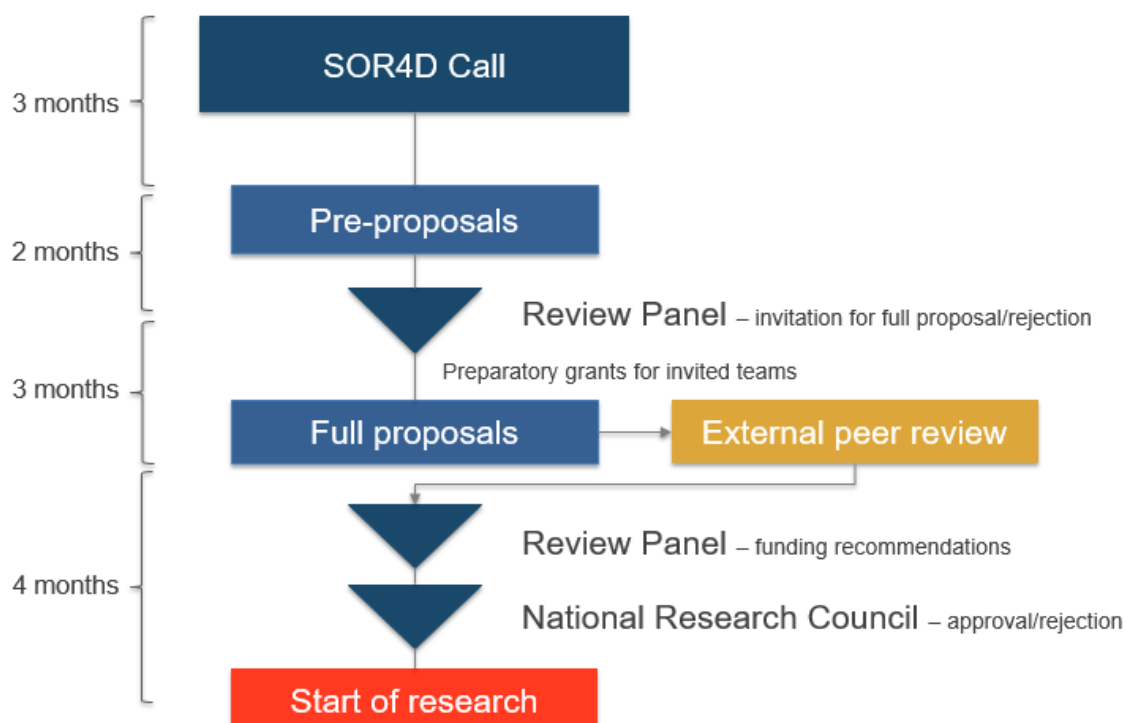 SOR4D Call
3 months
Pre-proposals
2 months
Review Panel – invitation for full proposal/rejection
Preparatory grants for invited teams
3 months
Full proposals
External peer review
Review Panel – funding recommendations
4 months
National Research Council – approval/rejection
Start of research